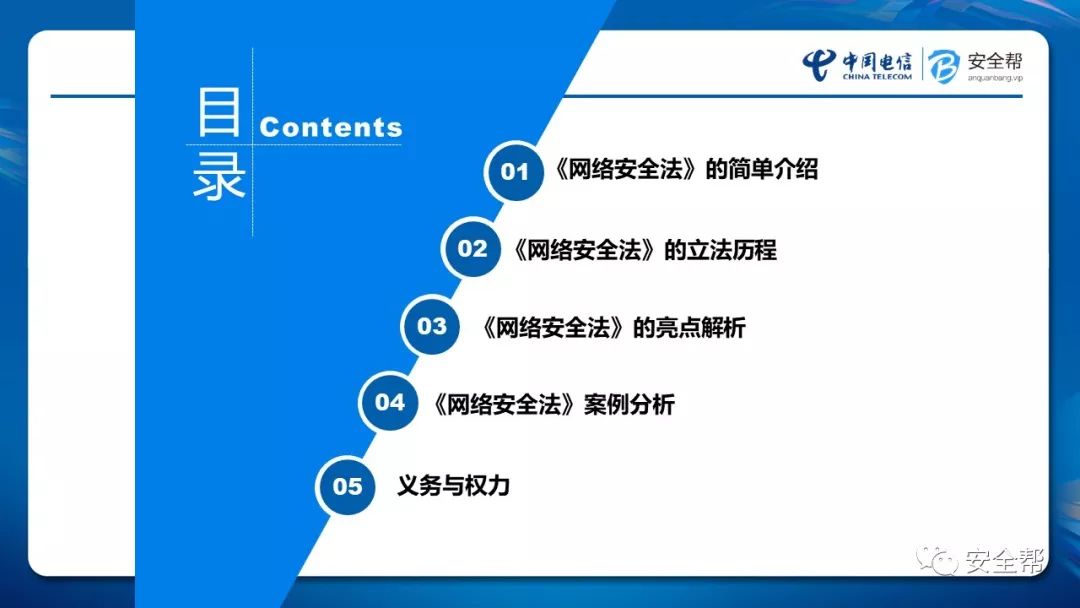 目录
Contents
中国电信
CHINA TELECOM
安全帮
anquanbang.vip
01 《网络安全法》的简单介绍
02 《网络安全法》的立法历程
03 《网络安全法》的亮点解析
04 《网络安全法》案例分析
05 义务与权力
安全帮